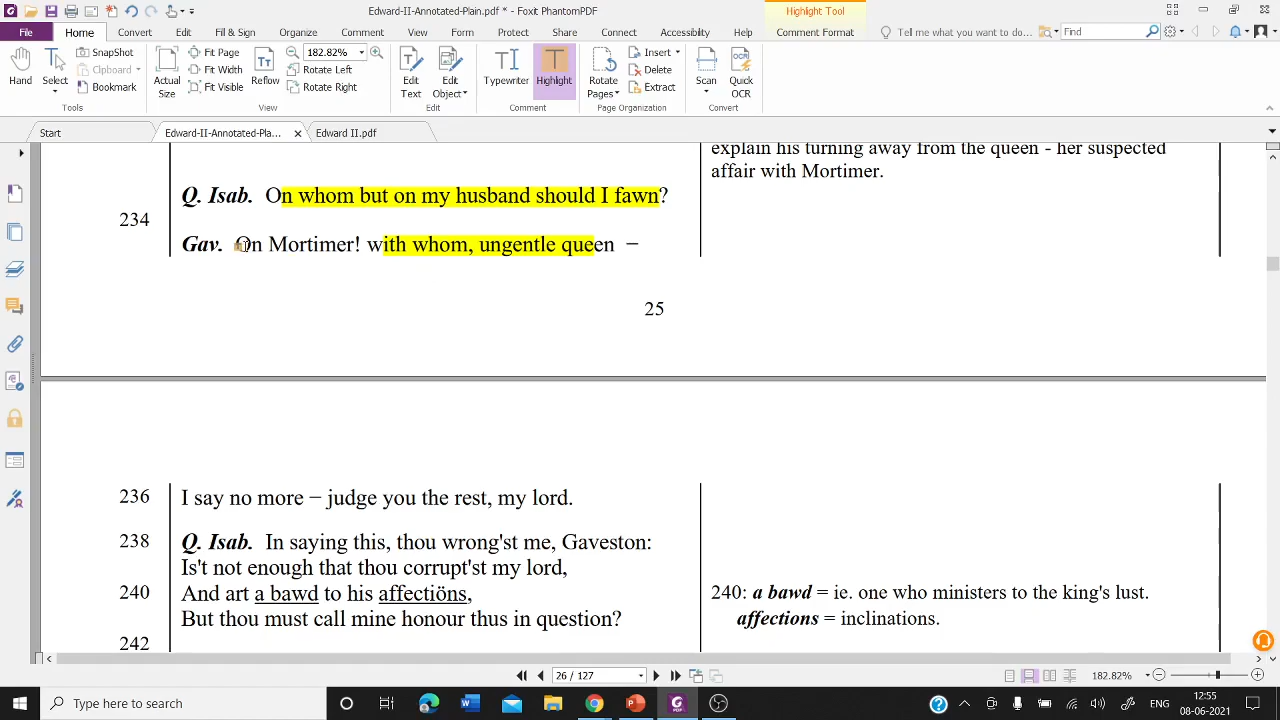 Edward-II-Annotated-Plain.pdf * - Foxit PhantomPDF
Highlight Tool
File Home Convert Edit Fill & Sign Organize Comment View Form Protect Share Connect Accessibility Help Comment Format
Tell me what you want to do... Find
Hand Select SnapShot Clipboard Bookmark
Actual Size Fit Page Fit Width Fit Visible Reflow 182.82% Rotate Left Rotate Right
Edit Text Edit Object Typewriter Highlight Rotate Pages Insert Delete Extract Scan Quick OCR
Tools View Edit Comment Page Organization Convert
Start Edward-II-Annotated-Pla... Edward II.pdf
explain his turning away from the queen - her suspected
affair with Mortimer.
Q. Isab. On whom but on my husband should I fawn?
234
Gav. On Mortimer! with whom, ungentle queen −
25
236 I say no more − judge you the rest, my lord.
238 Q. Isab. In saying this, thou wrong'st me, Gaveston:
Is't not enough that thou corrupt'st my lord,
240 And art a bawd to his affectiöns,
240: a bawd = ie. one who ministers to the king's lust.
But thou must call mine honour thus in question?
affections = inclinations.
242
26 / 127
182.82%
Type here to search
ENG
12:55
08-06-2021